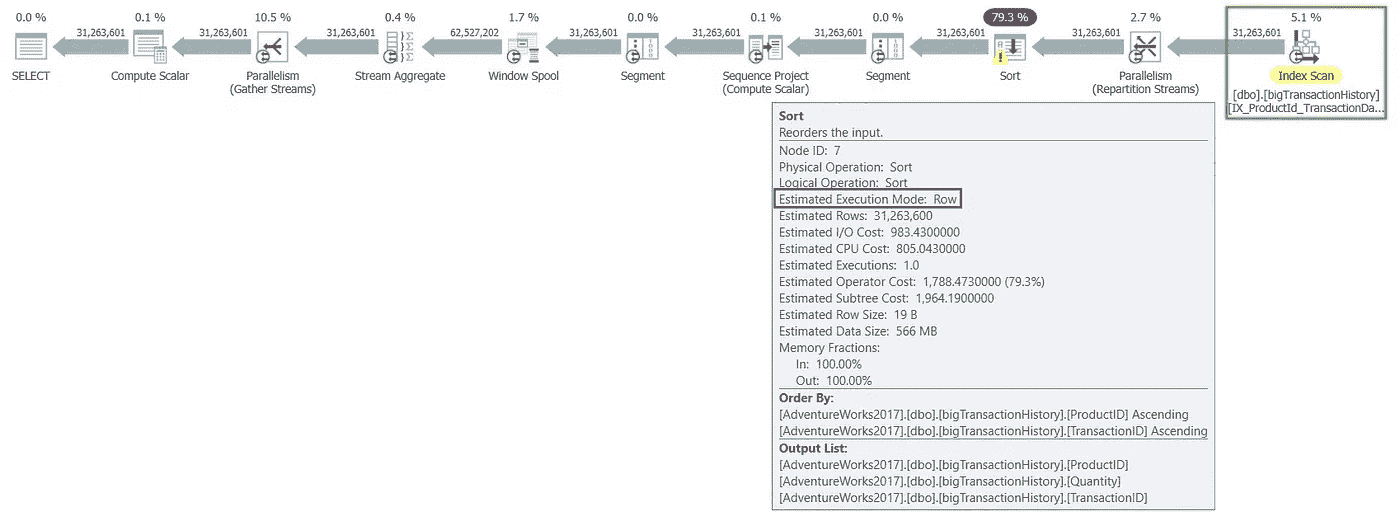 0.0 % 0.1 % 10.5 % 0.4 % 1.7 % 0.0 % 0.1 % 0.0 % 79.3 % 2.7 % 5.1 %
31,263,601 31,263,601 31,263,601 62,527,202 31,263,601 31,263,601 31,263,601 31,263,601 31,263,601 31,263,601
SELECT Compute Scalar Parallelism Stream Aggregate Window Spool Segment Sequence Project Segment Sort Parallelism Index Scan
(Gather Streams) (Compute Scalar) (Repartition Streams) [dbo].[bigTransactionHistory]
[IX_ProductId_TransactionDa...
Sort
Reorders the input.
Node ID: 7
Physical Operation: Sort
Logical Operation: Sort
Estimated Execution Mode: Row
Estimated Rows: 31,263,600
Estimated I/O Cost: 983.4300000
Estimated CPU Cost: 805.0430000
Estimated Executions: 1.0
Estimated Operator Cost: 1,788.4730000 (79.3%)
Estimated Subtree Cost: 1,964.1900000
Estimated Row Size: 19 B
Estimated Data Size: 566 MB
Memory Fractions:
In: 100.00%
Out: 100.00%
Order By:
[AdventureWorks2017].[dbo].[bigTransactionHistory].[ProductID] Ascending
[AdventureWorks2017].[dbo].[bigTransactionHistory].[TransactionID] Ascending
Output List:
[AdventureWorks2017].[dbo].[bigTransactionHistory].[ProductID]
[AdventureWorks2017].[dbo].[bigTransactionHistory].[Quantity]
[AdventureWorks2017].[dbo].[bigTransactionHistory].[TransactionID]